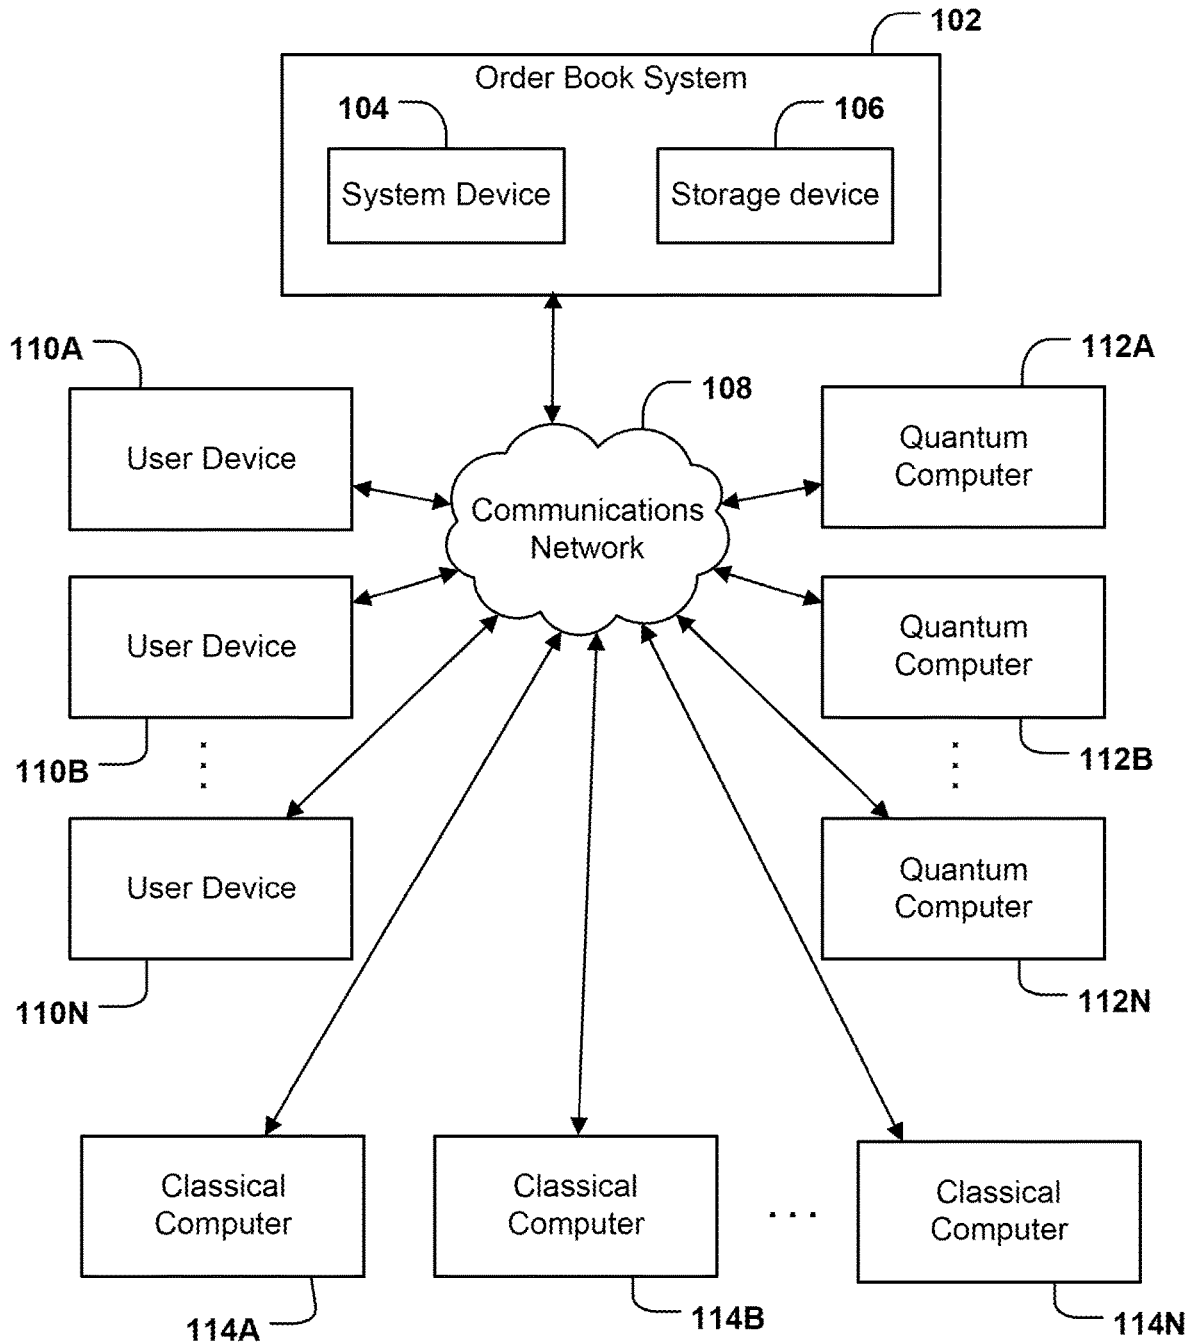 102
Order Book System
104
106
System Device
Storage device
110A
112A
108
User Device
Quantum
Computer
Communications
Network
User Device
Quantum
Computer
110B
112B
User Device
Quantum
Computer
110N
112N
Classical
Computer
Classical
Computer
. . .
Classical
Computer
114A
114B
114N